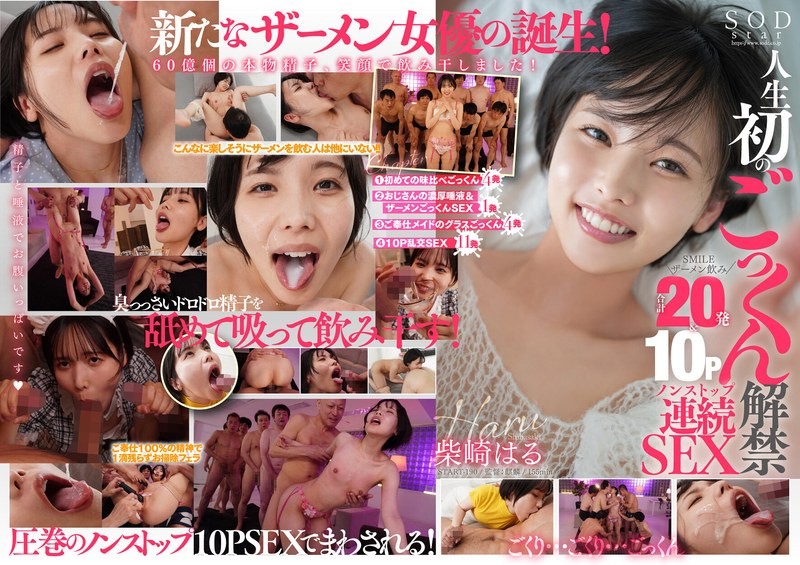 新たなザーメン女優の誕生!
60億個の本物精子、笑顔で飲み干しました!
こんなに楽しそうにザーメンを飲む人は他にいない!!
Chapter
①初めての味比べごっくん4発
②おじさんの濃厚唾液&
ザーメンごっくんSEX 1発
③ご奉仕メイドのグラスごっくん4発
④10P乱交SEX 11発
精子と唾液でお腹いっぱいです♥
臭っっさいドロドロ精子を
舐めて吸って飲み干す!
ご奉仕100%の精神で
1滴残らずお掃除フェラ
圧巻のノンストップ10PSEXでまわされる!
SOD
star
人生初のごっくん解禁
SMILE
ザーメン飲み
合計20発
&
10P
ノンストップ
連続
SEX
Haru
柴崎はる
START-190/監督:麒麟/155min
ごくり…ごくり…ごっくん